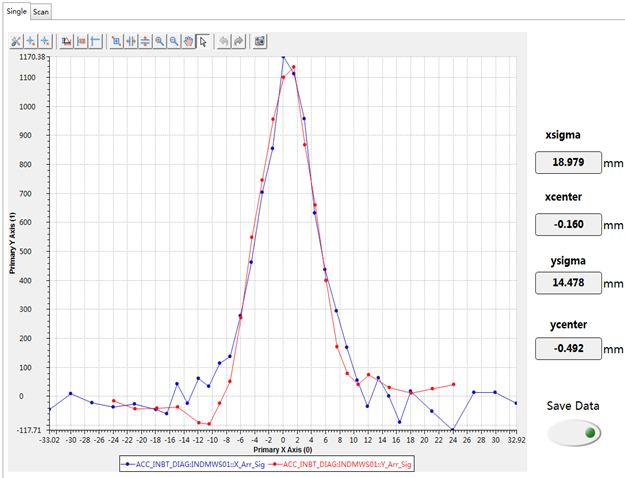 Single Scan
1170.38
1100
1000
900
800
700
600
500
400
300
200
100
0
-117.71
Primary Y Axis (1)
-33.02 -30 -28 -26 -24 -22 -20 -18 -16 -14 -12 -10 -8 -6 -4 -2 0 2 4 6 8 10 12 14 16 18 20 22 24 26 28 30 32.92
Primary X Axis (0)
ACC_INBT_DIAG:INDMWS01::X_Arr_Sig ACC_INBT_DIAG:INDMWS01::Y_Arr_Sig
xsigma
18.979 mm
xcenter
-0.160 mm
ysigma
14.478 mm
ycenter
-0.492 mm
Save Data